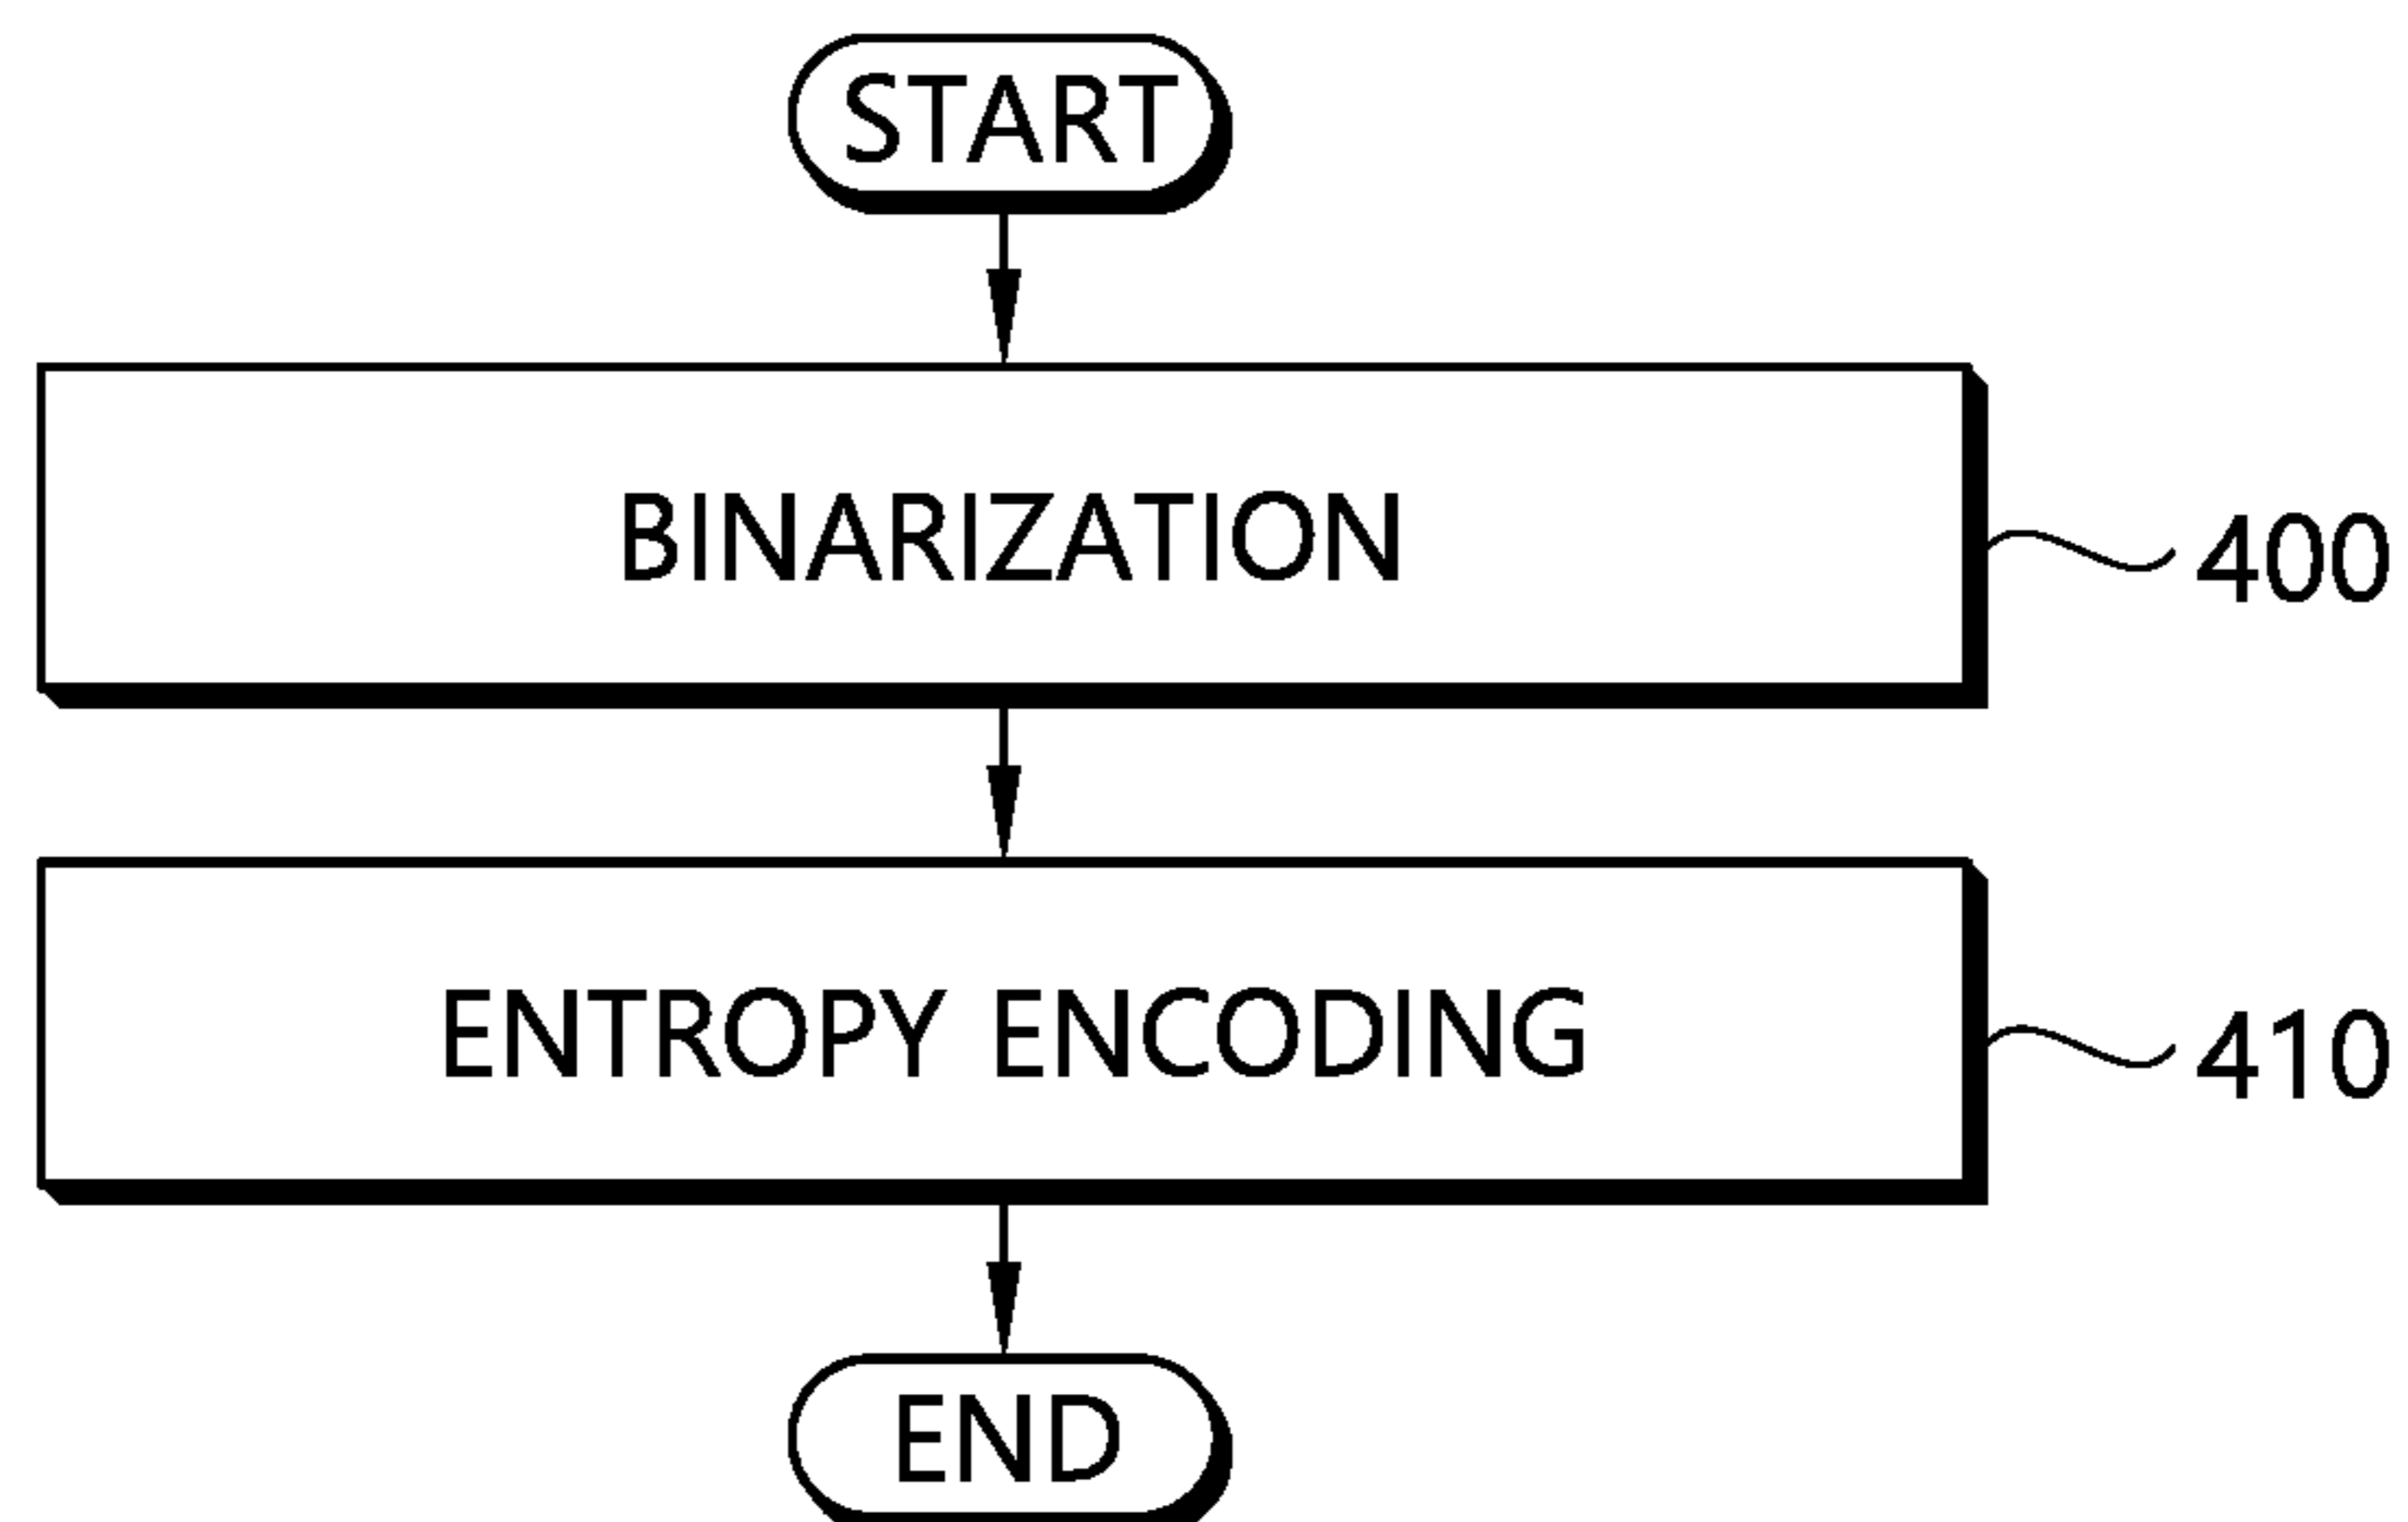 START
BINARIZATION
400
ENTROPY ENCODING
410
END